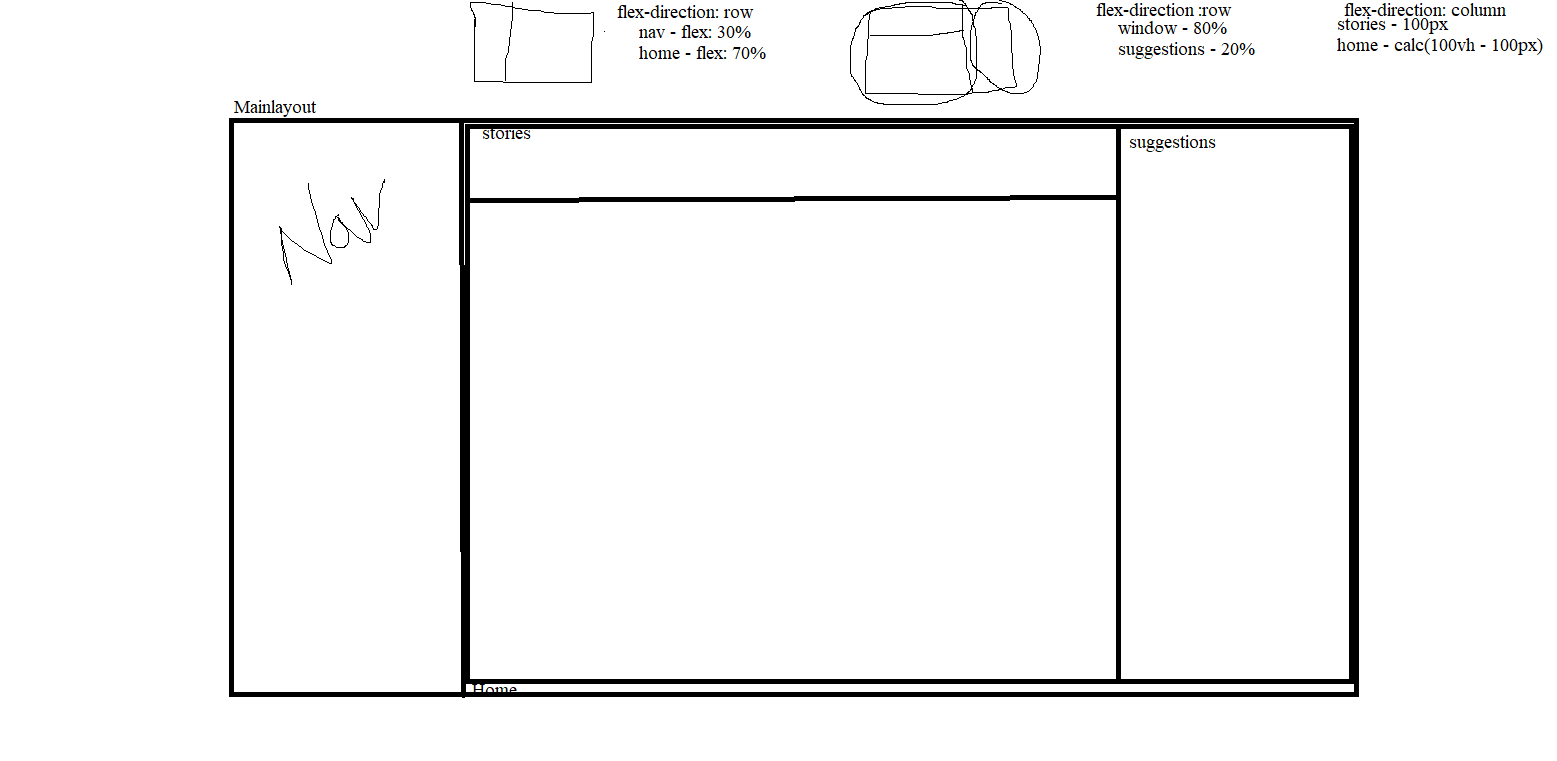 flex-direction: row
nav - flex: 30%
home - flex: 70%
flex-direction :row
window - 80%
suggestions - 20%
flex-direction: column
stories - 100px
home - calc(100vh - 100px)
Mainlayout
stories
suggestions
Nav
Home